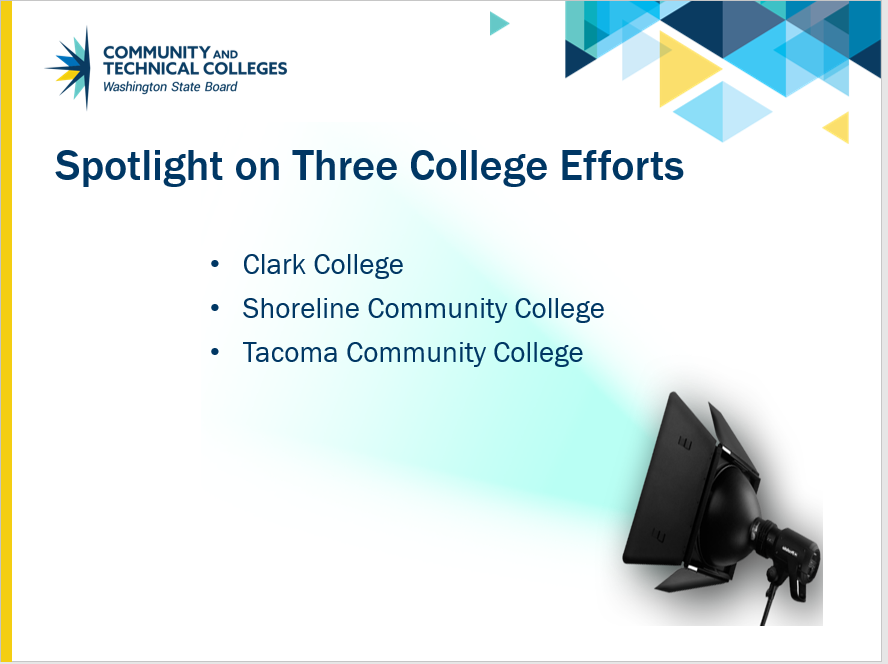 COMMUNITY AND
TECHNICAL COLLEGES
Washington State Board
Spotlight on Three College Efforts
• Clark College
• Shoreline Community College
• Tacoma Community College